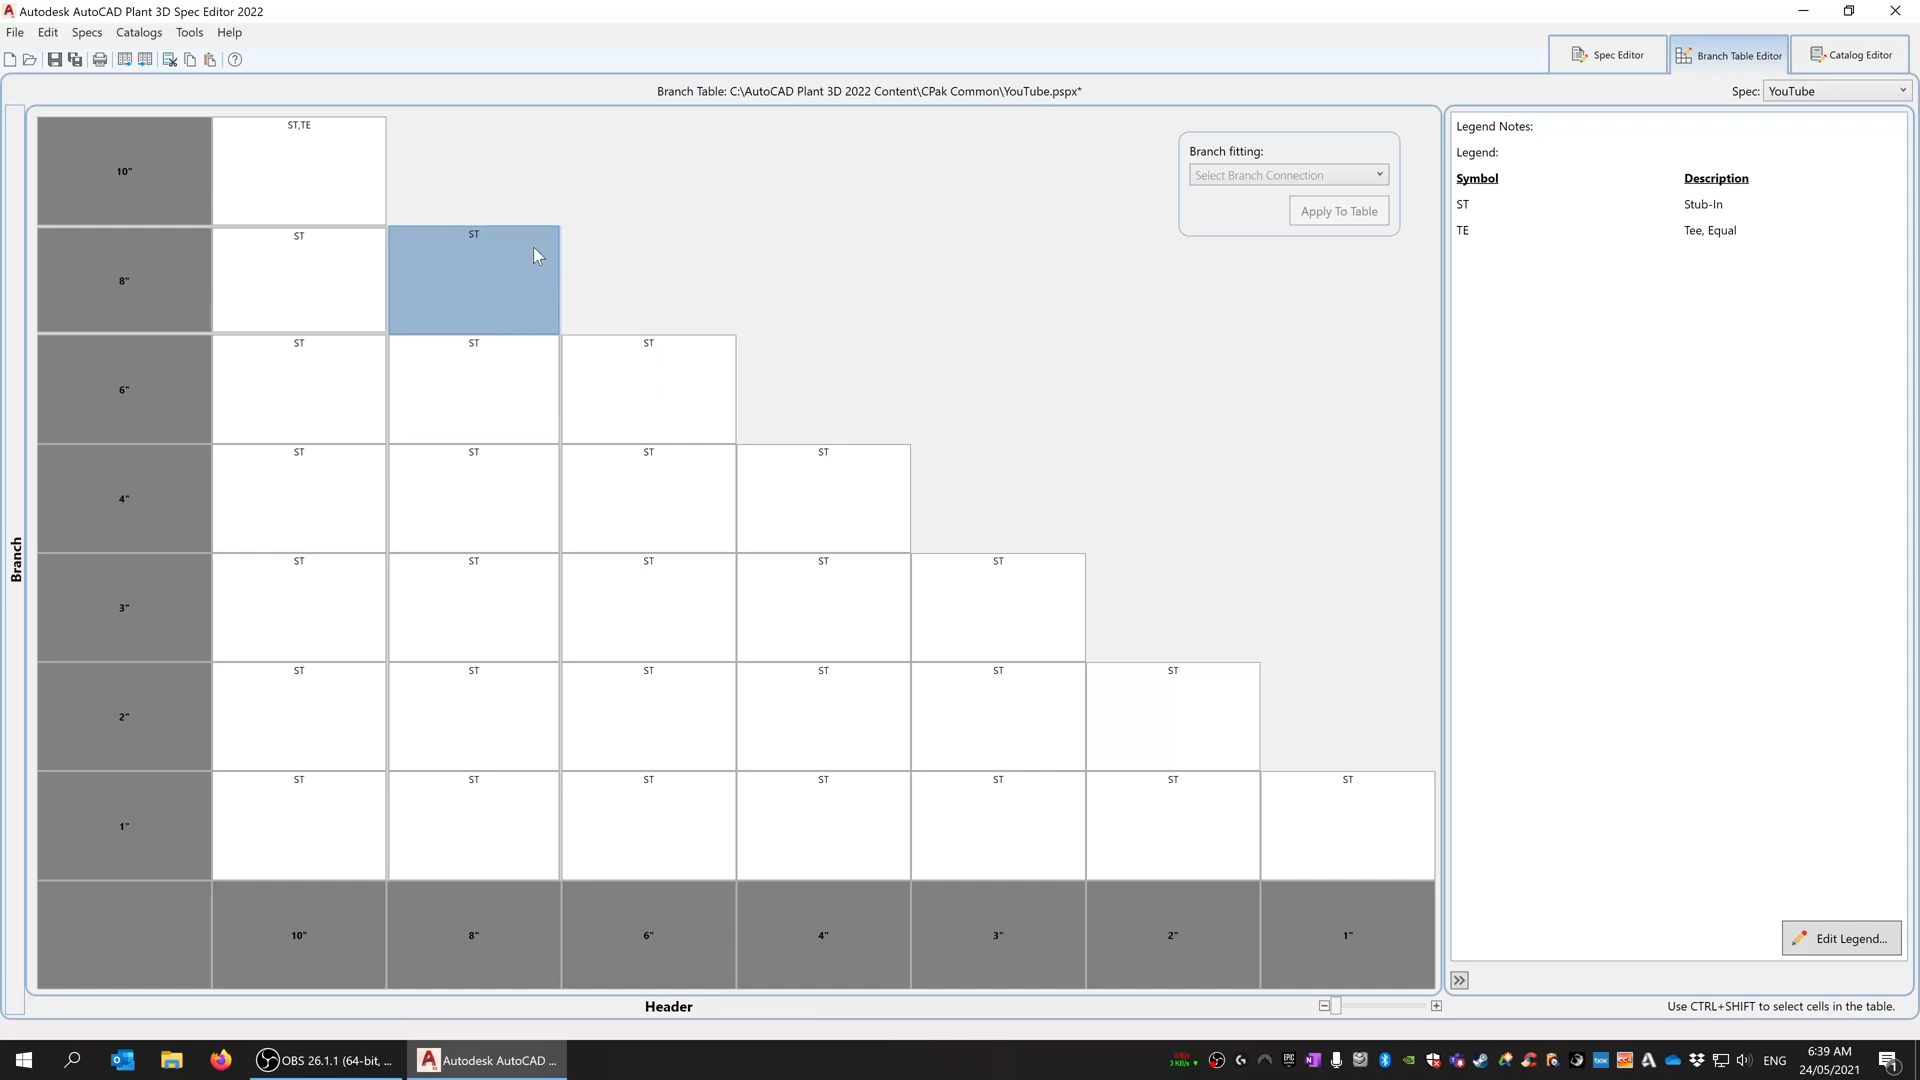 Autodesk AutoCAD Plant 3D Spec Editor 2022
File Edit Specs Catalogs Tools Help
Spec Editor
Branch Table Editor
Catalog Editor
Branch Table: C:\AutoCAD Plant 3D 2022 Content\CPak Common\YouTube.pspx*
Spec: YouTube
10" ST,TE
8" ST ST
6" ST ST ST
4" ST ST ST ST
3" ST ST ST ST ST
2" ST ST ST ST ST ST
1" ST ST ST ST ST ST ST
10" 8" 6" 4" 3" 2" 1"
Branch
Header
Branch fitting:
Select Branch Connection
Apply To Table
Legend Notes:
Legend:
Symbol Description
ST Stub-In
TE Tee, Equal
Edit Legend...
Use CTRL+SHIFT to select cells in the table.
OBS 26.1.1 (64-bit, ...
Autodesk AutoCAD ...
3 KB/s
ENG
6:39 AM
24/05/2021
1